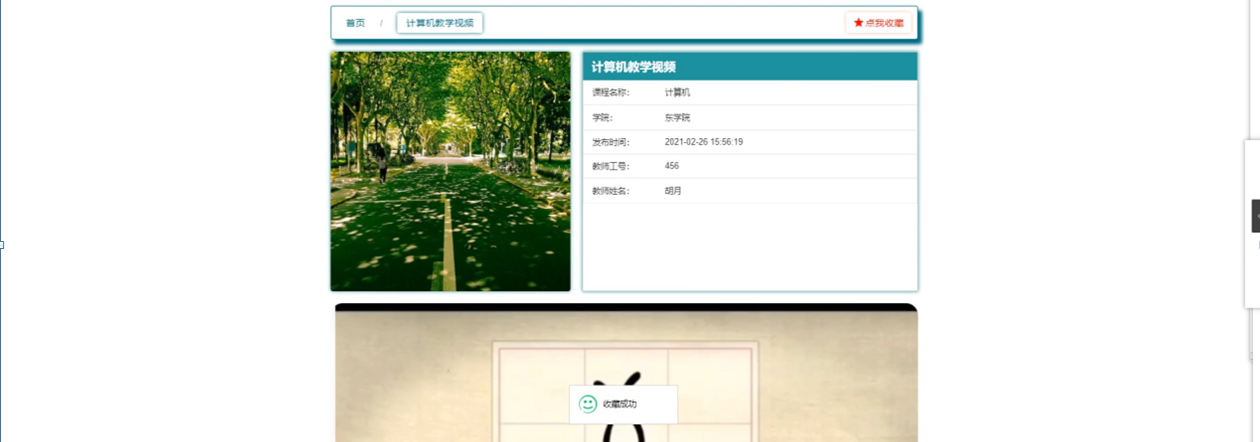 首页 / 计算机教学视频 ★点我收藏
计算机教学视频
课程名称： 计算机
学院： 东学院
发布时间： 2021-02-26 15:56:19
教师工号： 456
教师姓名： 胡月
收藏成功